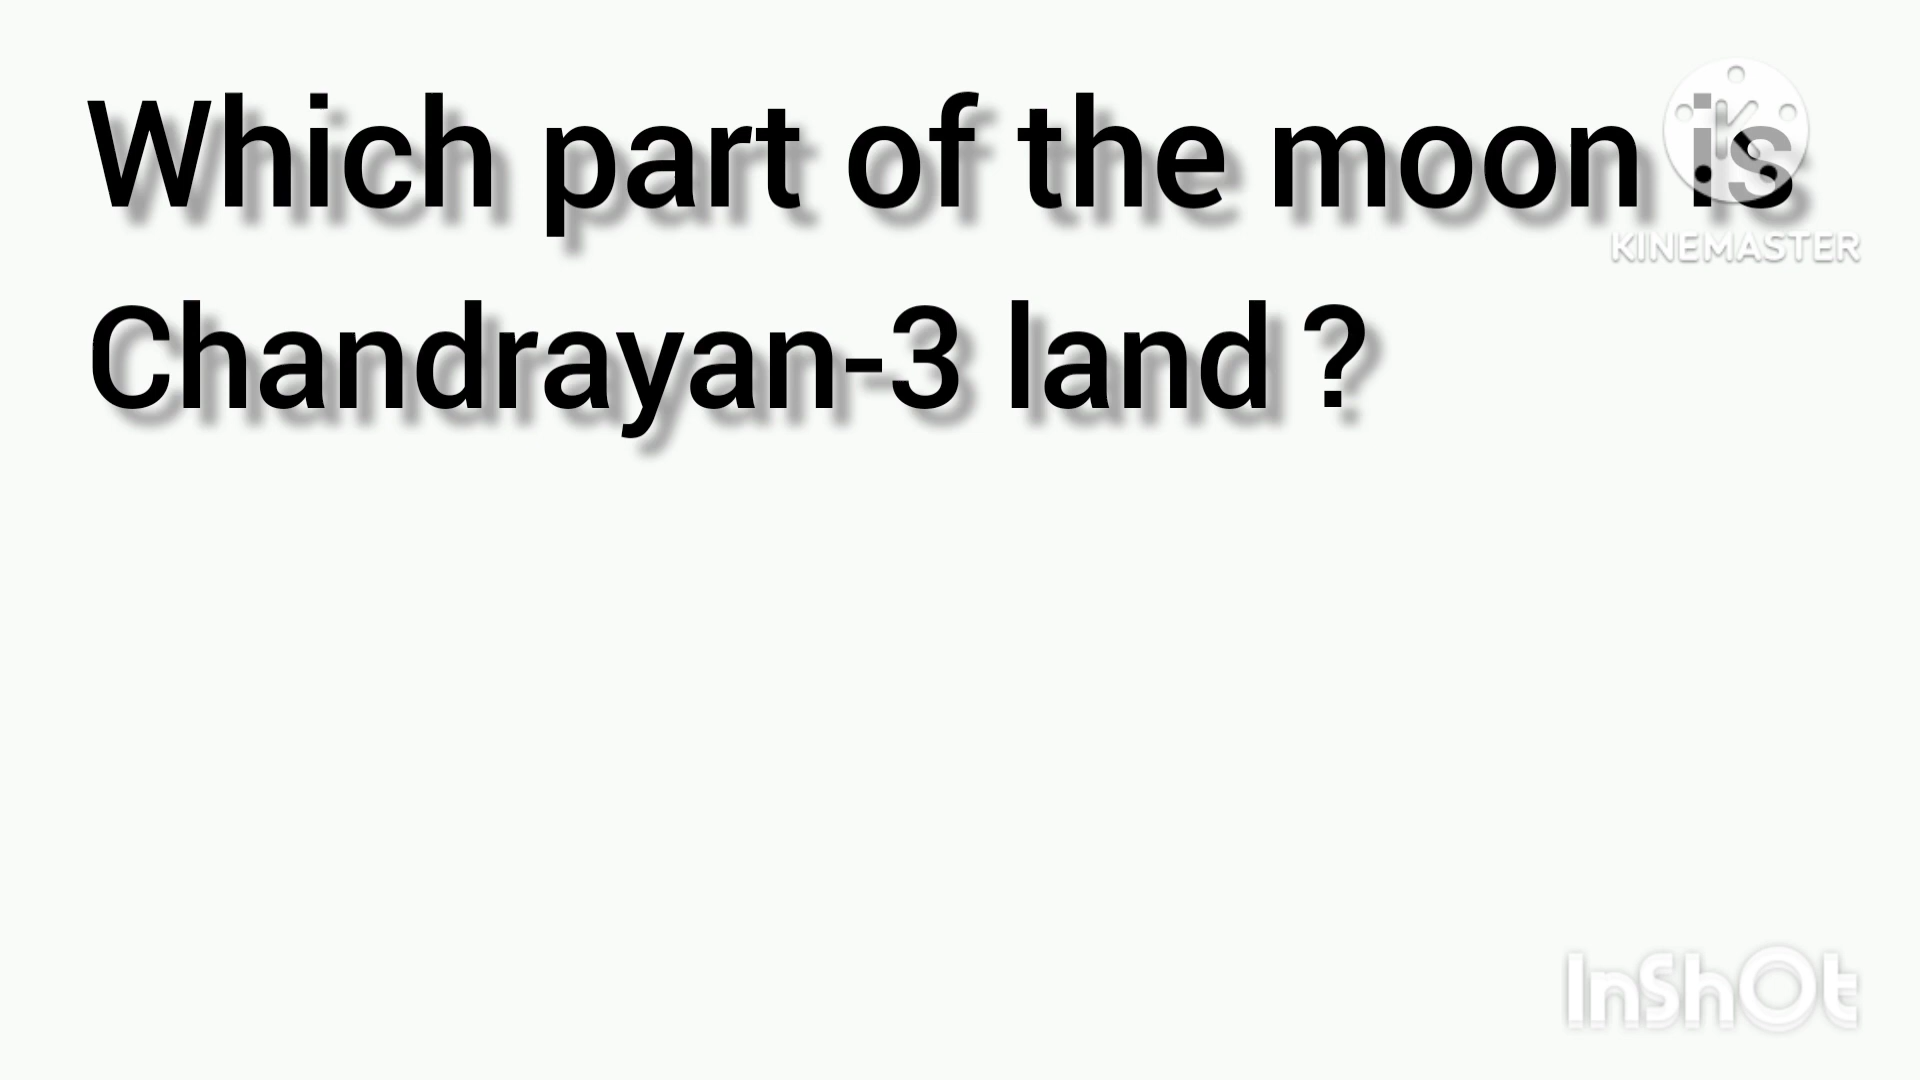 Which part of the moon is
KINEMASTER
Chandrayan-3 land ?
InShOt